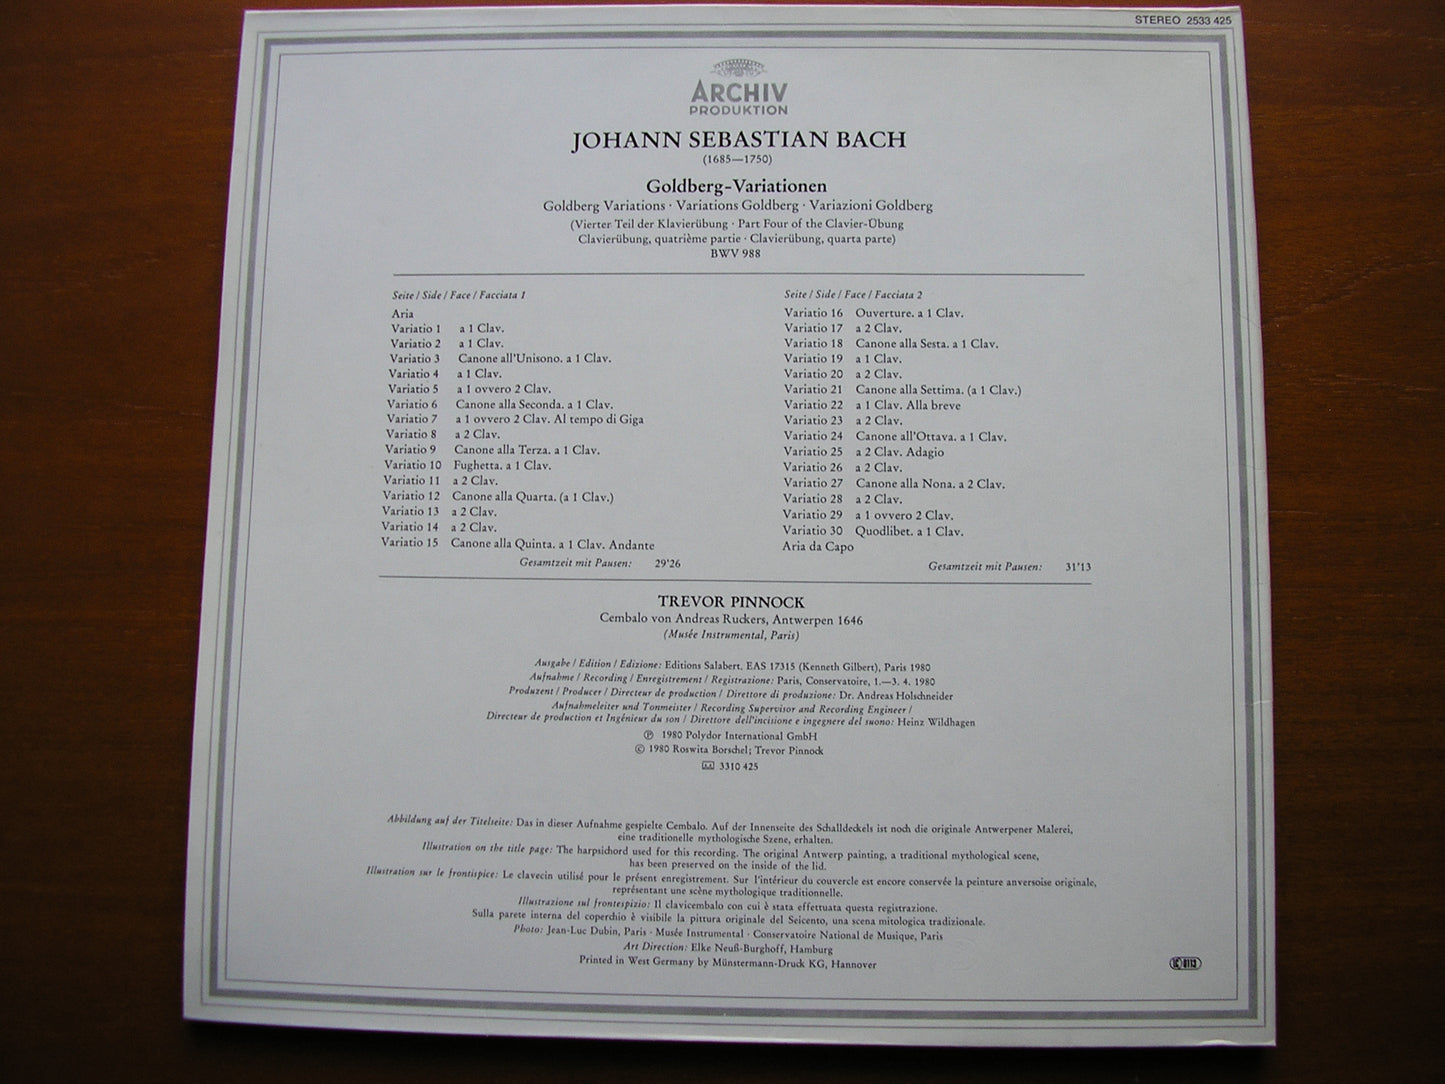 STEREO 2533 425
ARCHIV
PRODUKTION
JOHANN SEBASTIAN BACH
(1685—1750)
Goldberg-Variationen
Goldberg Variations · Variations Goldberg · Variazioni Goldberg
(Vierter Teil der Klavierübung · Part Four of the Clavier-Übung
Clavierübung, quatrième partie · Clavierübung, quarta parte)
BWV 988
Seite / Side / Face / Facciata 1
Aria
Variatio 1 a 1 Clav.
Variatio 2 a 1 Clav.
Variatio 3 Canone all'Unisono. a 1 Clav.
Variatio 4 a 1 Clav.
Variatio 5 a 1 ovvero 2 Clav.
Variatio 6 Canone alla Seconda. a 1 Clav.
Variatio 7 a 1 ovvero 2 Clav. Al tempo di Giga
Variatio 8 a 2 Clav.
Variatio 9 Canone alla Terza. a 1 Clav.
Variatio 10 Fughetta. a 1 Clav.
Variatio 11 a 2 Clav.
Variatio 12 Canone alla Quarta. (a 1 Clav.)
Variatio 13 a 2 Clav.
Variatio 14 a 2 Clav.
Variatio 15 Canone alla Quinta. a 1 Clav. Andante
Gesamtzeit mit Pausen: 29'26
Seite / Side / Face / Facciata 2
Variatio 16 Ouverture. a 1 Clav.
Variatio 17 a 2 Clav.
Variatio 18 Canone alla Sesta. a 1 Clav.
Variatio 19 a 1 Clav.
Variatio 20 a 2 Clav.
Variatio 21 Canone alla Settima. (a 1 Clav.)
Variatio 22 a 1 Clav. Alla breve
Variatio 23 a 2 Clav.
Variatio 24 Canone all'Ottava. a 1 Clav.
Variatio 25 a 2 Clav. Adagio
Variatio 26 a 2 Clav.
Variatio 27 Canone alla Nona. a 2 Clav.
Variatio 28 a 2 Clav.
Variatio 29 a 1 ovvero 2 Clav.
Variatio 30 Quodlibet. a 1 Clav.
Aria da Capo
Gesamtzeit mit Pausen: 31'13
TREVOR PINNOCK
Cembalo von Andreas Ruckers, Antwerpen 1646
(Musée Instrumental, Paris)
Ausgabe / Edition / Edizione: Editions Salabert. EAS 17315 (Kenneth Gilbert), Paris 1980
Aufnahme / Recording / Enregistrement / Registrazione: Paris, Conservatoire, 1.—3. 4. 1980
Produzent / Producer / Directeur de production / Direttore di produzione: Dr. Andreas Holschneider
Aufnahmeleiter und Tonmeister / Recording Supervisor and Recording Engineer /
Directeur de production et Ingénieur du son / Direttore dell'incisione e ingegnere del suono: Heinz Wildhagen
℗ 1980 Polydor International GmbH
© 1980 Roswita Borschel; Trevor Pinnock
3310 425
Abbildung auf der Titelseite: Das in dieser Aufnahme gespielte Cembalo. Auf der Innenseite des Schalldeckels ist noch die originale Antwerpener Malerei,
eine traditionelle mythologische Szene, erhalten.
Illustration on the title page: The harpsichord used for this recording. The original Antwerp painting, a traditional mythological scene,
has been preserved on the inside of the lid.
Illustration sur le frontispice: Le clavecin utilisé pour le présent enregistrement. Sur l'intérieur du couvercle est encore conservée la peinture anversoise originale,
représentant une scène mythologique traditionnelle.
Illustrazione sul frontespizio: Il clavicembalo con cui è stata effettuata questa registrazione.
Sulla parete interna del coperchio è visibile la pittura originale del Seicento, una scena mitologica tradizionale.
Photo: Jean-Luc Dubin, Paris · Musée Instrumental · Conservatoire National de Musique, Paris
Art Direction: Elke Neuß-Burghoff, Hamburg
Printed in West Germany by Münstermann-Druck KG, Hannover
LC 0113